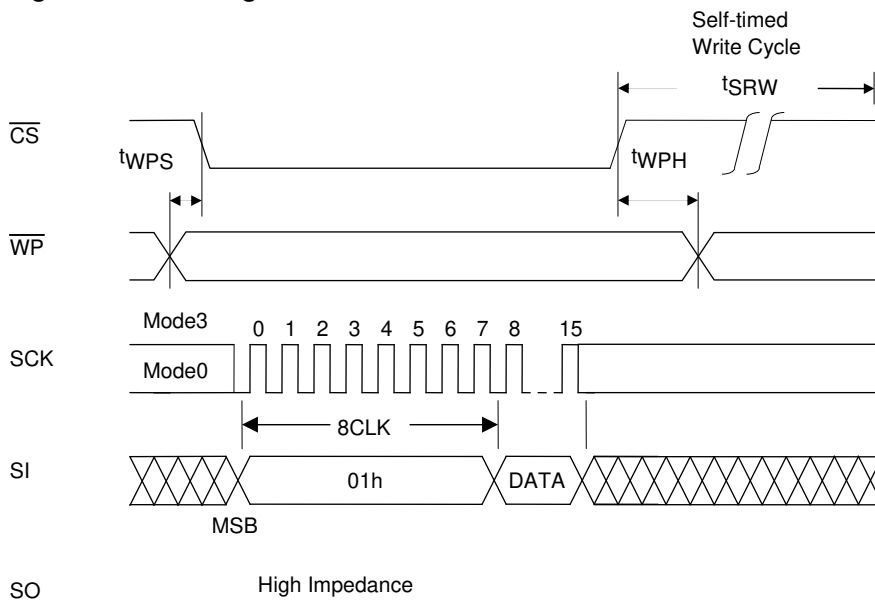 Self-timed
Write Cycle
tSRW
CS
tWPS
tWPH
WP
Mode3
0 1 2 3 4 5 6 7 8 15
SCK
Mode0
8CLK
SI
01h
DATA
MSB
SO
High Impedance